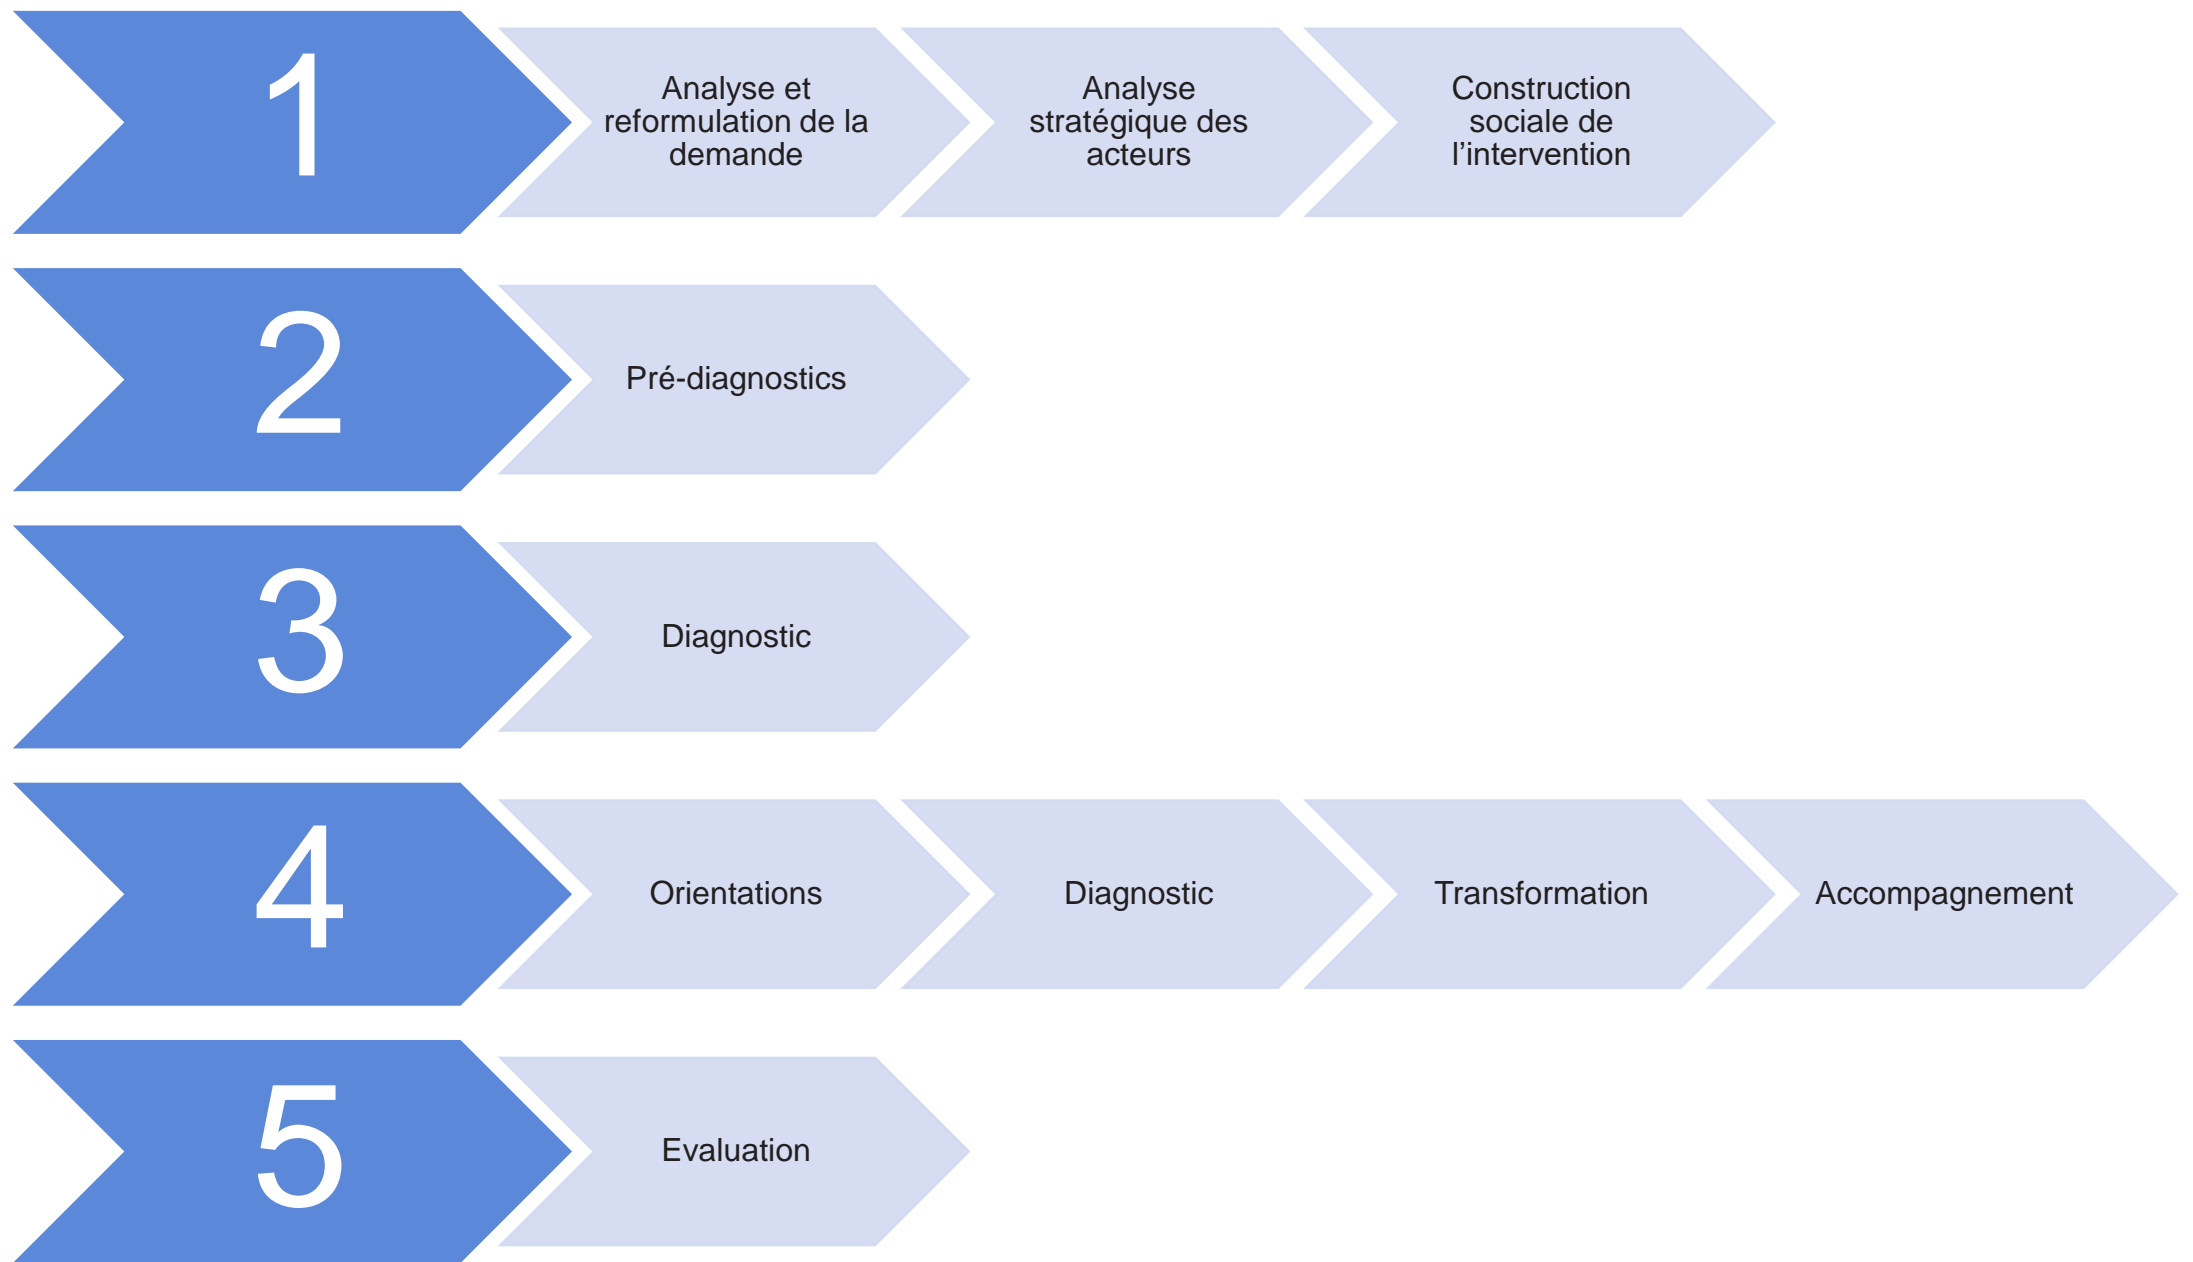 1
Analyse et
reformulation de la
demande
Analyse
stratégique des
acteurs
Construction
sociale de
l’intervention
2
Pré-diagnostics
3
Diagnostic
4
Orientations
Diagnostic
Transformation
Accompagnement
5
Evaluation